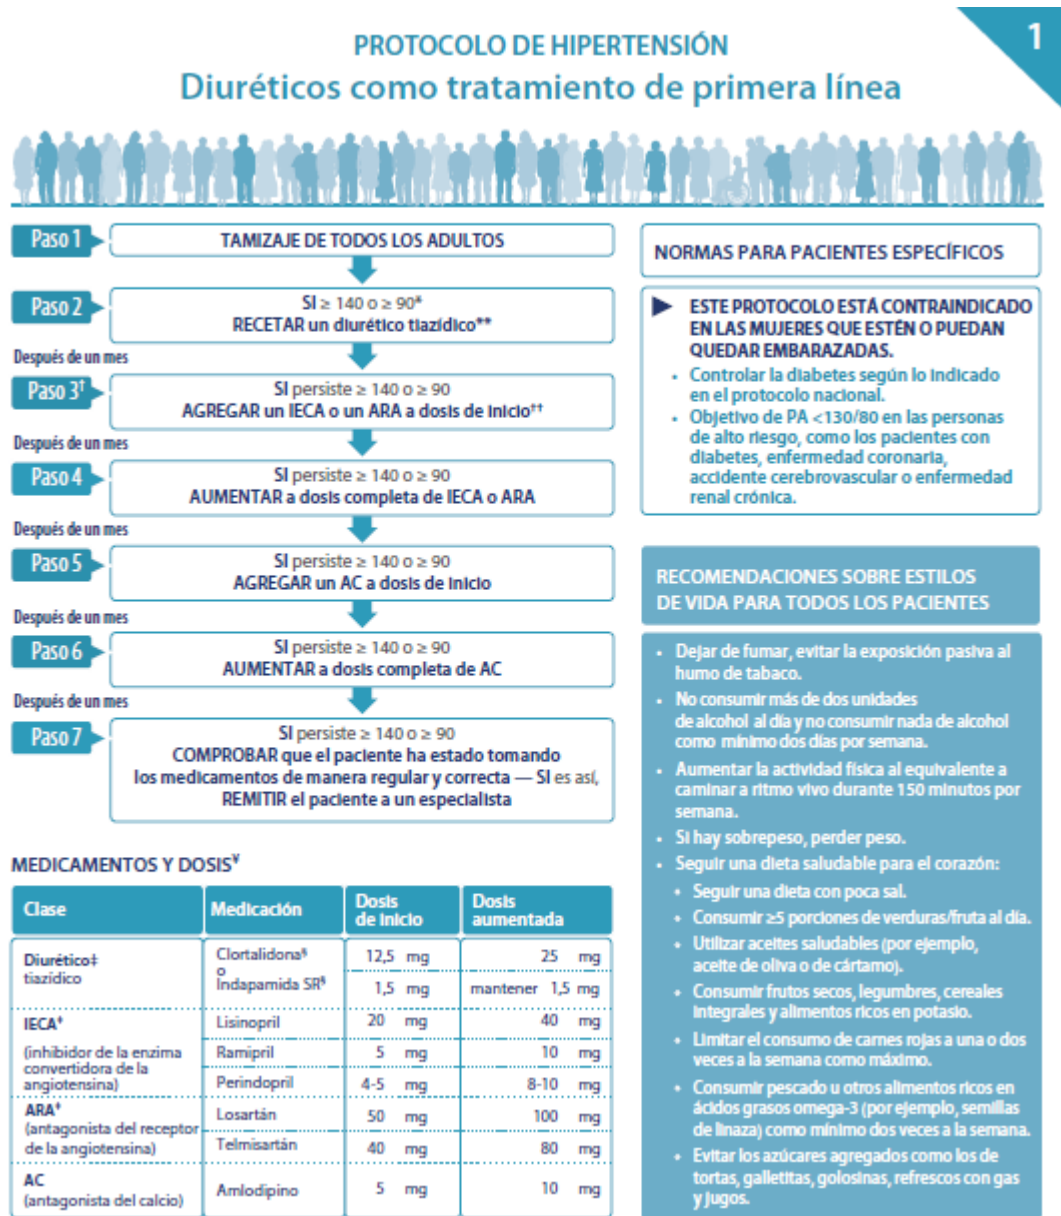 1
PROTOCOLO DE HIPERTENSIÓN
Diuréticos como tratamiento de primera línea
Paso 1
TAMIZAJE DE TODOS LOS ADULTOS
Paso 2
SI ≥ 140 o ≥ 90*
RECETAR un diurético tiazídico**
Después de un mes
Paso 3†
SI persiste ≥ 140 o ≥ 90
AGREGAR un IECA o un ARA a dosis de inicio††
Después de un mes
Paso 4
SI persiste ≥ 140 o ≥ 90
AUMENTAR a dosis completa de IECA o ARA
Después de un mes
Paso 5
SI persiste ≥ 140 o ≥ 90
AGREGAR un AC a dosis de inicio
Después de un mes
Paso 6
SI persiste ≥ 140 o ≥ 90
AUMENTAR a dosis completa de AC
Después de un mes
Paso 7
SI persiste ≥ 140 o ≥ 90
COMPROBAR que el paciente ha estado tomando
los medicamentos de manera regular y correcta — SI es así,
REMITIR el paciente a un especialista
MEDICAMENTOS Y DOSIS¥
Clase Medicación Dosis de inicio Dosis aumentada
Diurético‡
tiazídico
Clortalidona§ 12,5 mg 25 mg
o
Indapamida SR§ 1,5 mg mantener 1,5 mg
IECA⁺
(inhibidor de la enzima
convertidora de la
angiotensina)
Lisinopril 20 mg 40 mg
Ramipril 5 mg 10 mg
Perindopril 4-5 mg 8-10 mg
ARA⁺
(antagonista del receptor
de la angiotensina)
Losartán 50 mg 100 mg
Telmisartán 40 mg 80 mg
AC
(antagonista del calcio)
Amlodipino 5 mg 10 mg
NORMAS PARA PACIENTES ESPECÍFICOS
► ESTE PROTOCOLO ESTÁ CONTRAINDICADO
EN LAS MUJERES QUE ESTÉN O PUEDAN
QUEDAR EMBARAZADAS.
• Controlar la diabetes según lo indicado
en el protocolo nacional.
• Objetivo de PA <130/80 en las personas
de alto riesgo, como los pacientes con
diabetes, enfermedad coronaria,
accidente cerebrovascular o enfermedad
renal crónica.
RECOMENDACIONES SOBRE ESTILOS
DE VIDA PARA TODOS LOS PACIENTES
• Dejar de fumar, evitar la exposición pasiva al
humo de tabaco.
• No consumir más de dos unidades
de alcohol al día y no consumir nada de alcohol
como mínimo dos días por semana.
• Aumentar la actividad física al equivalente a
caminar a ritmo vivo durante 150 minutos por
semana.
• Si hay sobrepeso, perder peso.
• Seguir una dieta saludable para el corazón:
• Seguir una dieta con poca sal.
• Consumir ≥5 porciones de verduras/fruta al día.
• Utilizar aceites saludables (por ejemplo,
aceite de oliva o de cártamo).
• Consumir frutos secos, legumbres, cereales
integrales y alimentos ricos en potasio.
• Limitar el consumo de carnes rojas a una o dos
veces a la semana como máximo.
• Consumir pescado u otros alimentos ricos en
ácidos grasos omega-3 (por ejemplo, semillas
de linaza) como mínimo dos veces a la semana.
• Evitar los azúcares agregados como los de
tortas, galletitas, golosinas, refrescos con gas
y jugos.